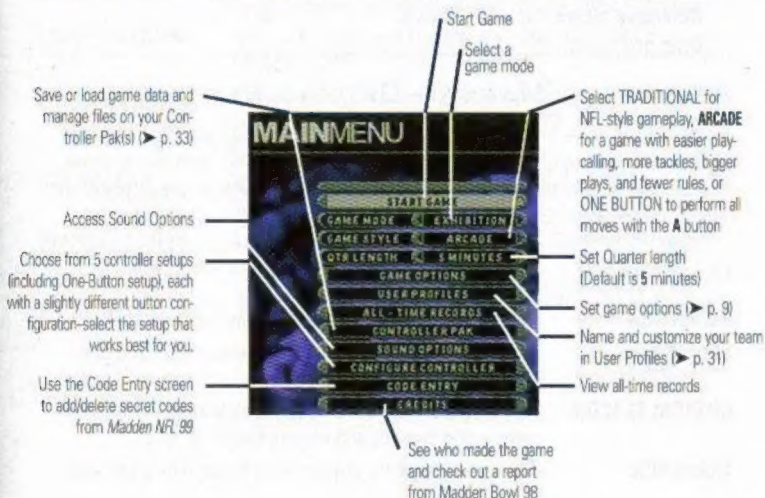 Start Game
Select a
game mode
Save or load game data and
manage files on your Con-
troller Pak(s) (➤ p. 33)
Access Sound Options
Choose from 5 controller setups
(including One-Button setup), each
with a slightly different button con-
figuration–select the setup that
works best for you.
Use the Code Entry screen
to add/delete secret codes
from Madden NFL 99
MAINMENU
START GAME
GAME MODE EXHIBITION
GAME STYLE ARCADE
QTR LENGTH 5 MINUTES
GAME OPTIONS
USER PROFILES
ALL-TIME RECORDS
CONTROLLER PAK
SOUND OPTIONS
CONFIGURE CONTROLLER
CODE ENTRY
CREDITS
Select TRADITIONAL for
NFL-style gameplay, ARCADE
for a game with easier play-
calling, more tackles, bigger
plays, and fewer rules, or
ONE BUTTON to perform all
moves with the A button
Set Quarter length
(Default is 5 minutes)
Set game options (➤ p. 9)
Name and customize your team
in User Profiles (➤ p. 31)
View all-time records
See who made the game
and check out a report
from Madden Bowl 98